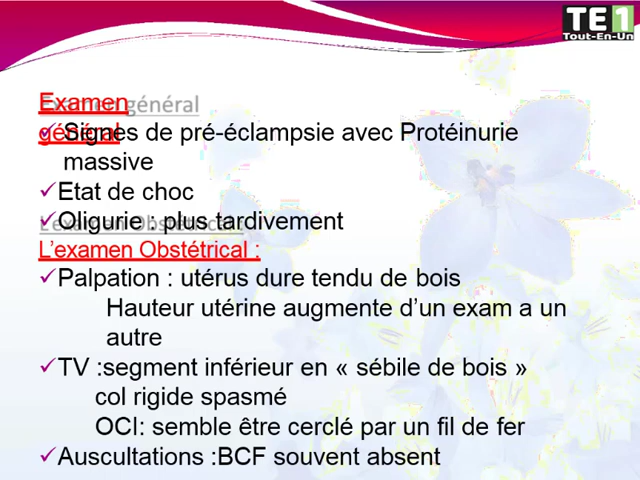 TE1
Tout-En-Un
Examen général
✓ Signes de pré-éclampsie avec Protéinurie
massive
✓Etat de choc
✓Oligurie : plus tardivement
L’examen Obstétrical :
✓Palpation : utérus dure tendu de bois
Hauteur utérine augmente d’un exam a un
autre
✓TV :segment inférieur en « sébile de bois »
col rigide spasmé
OCI: semble être cerclé par un fil de fer
✓Auscultations :BCF souvent absent